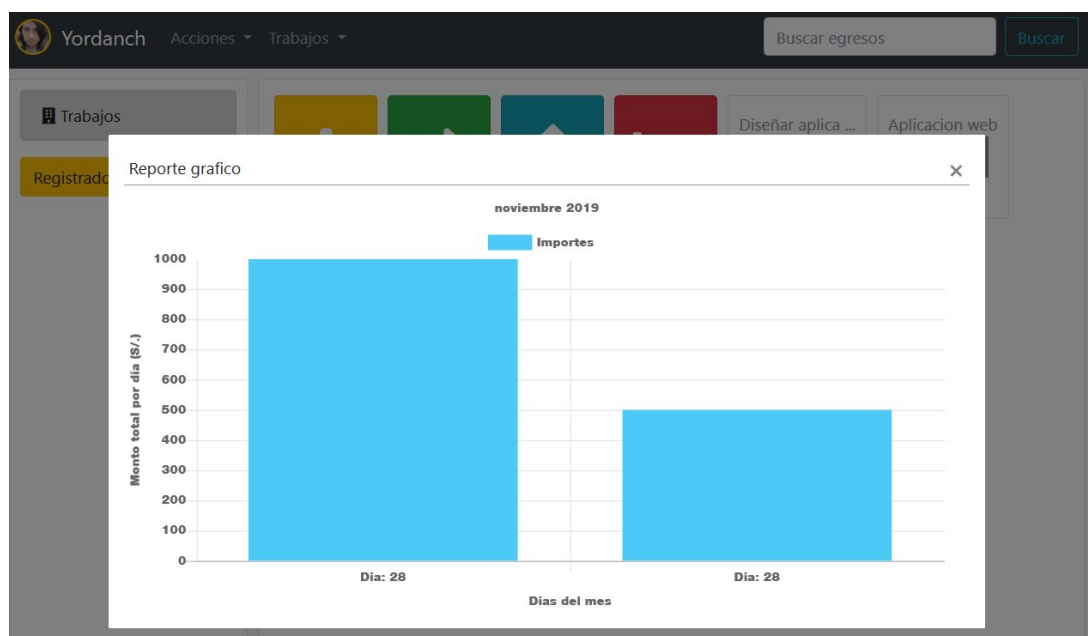 Yordanch Acciones Trabajos Buscar egresos Buscar
Trabajos
Diseñar aplica ... Aplicacion web
Reporte grafico ×
noviembre 2019
Importes
1000
900
800
700
600
500
400
300
200
100
0
Monto total por día (S/.)
Dia: 28 Dia: 28
Dias del mes